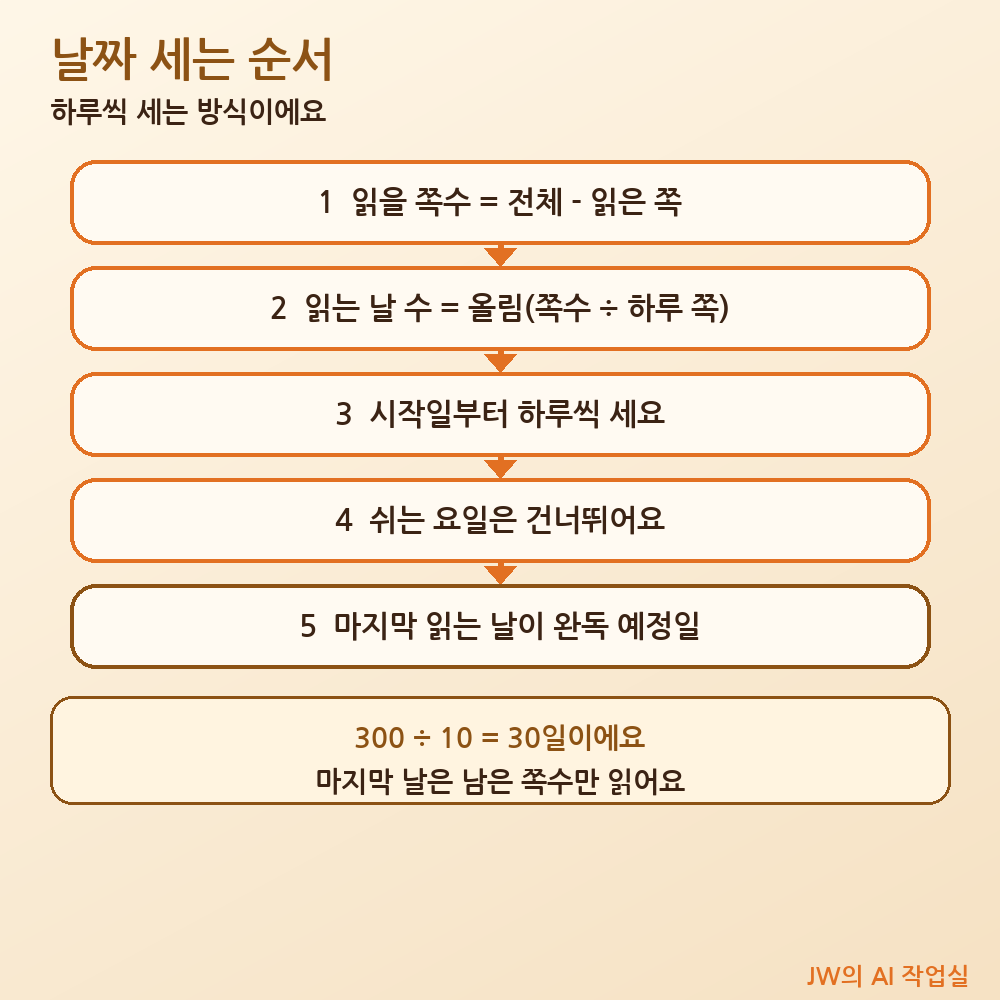 날짜 세는 순서
하루씩 세는 방식이에요
1 읽을 쪽수 = 전체 - 읽은 쪽
2 읽는 날 수 = 올림(쪽수 ÷ 하루 쪽)
3 시작일부터 하루씩 세요
4 쉬는 요일은 건너뛰어요
5 마지막 읽는 날이 완독 예정일
300 ÷ 10 = 30일이에요
마지막 날은 남은 쪽수만 읽어요
JW의 AI 작업실